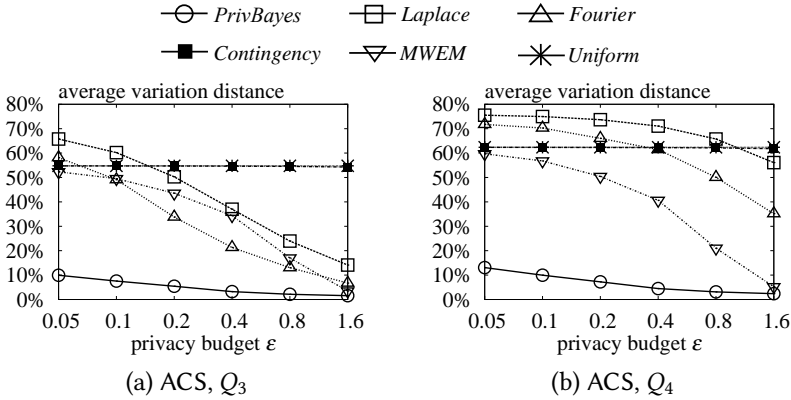 PrivBayes Laplace Fourier
Contingency MWEM Uniform
average variation distance
80%
70%
60%
50%
40%
30%
20%
10%
0%
0.05 0.1 0.2 0.4 0.8 1.6
privacy budget ε
(a) ACS, Q3
average variation distance
80%
70%
60%
50%
40%
30%
20%
10%
0%
0.05 0.1 0.2 0.4 0.8 1.6
privacy budget ε
(b) ACS, Q4